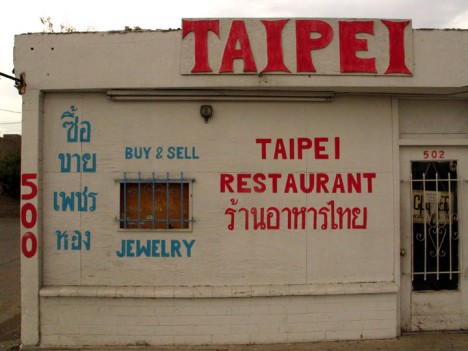 TAIPEI
ซื้อ
ขาย
เพชร
ทอง
BUY & SELL
JEWELRY
TAIPEI
RESTAURANT
ร้านอาหารไทย
500
502